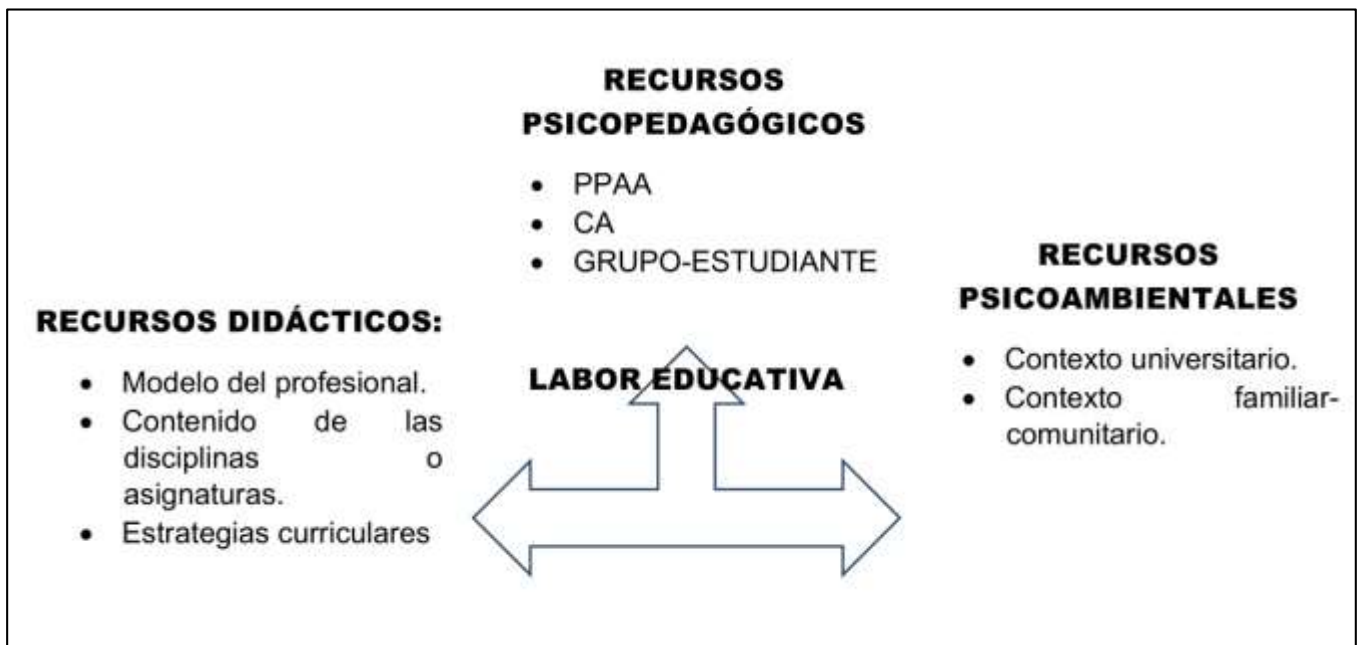 RECURSOS
PSICOPEDAGÓGICOS
• PPAA
• CA
• GRUPO-ESTUDIANTE
RECURSOS DIDÁCTICOS:
• Modelo del profesional.
• Contenido de las
disciplinas o
asignaturas.
• Estrategias curriculares
LABOR EDUCATIVA
RECURSOS
PSICOAMBIENTALES
• Contexto universitario.
• Contexto familiar-
comunitario.